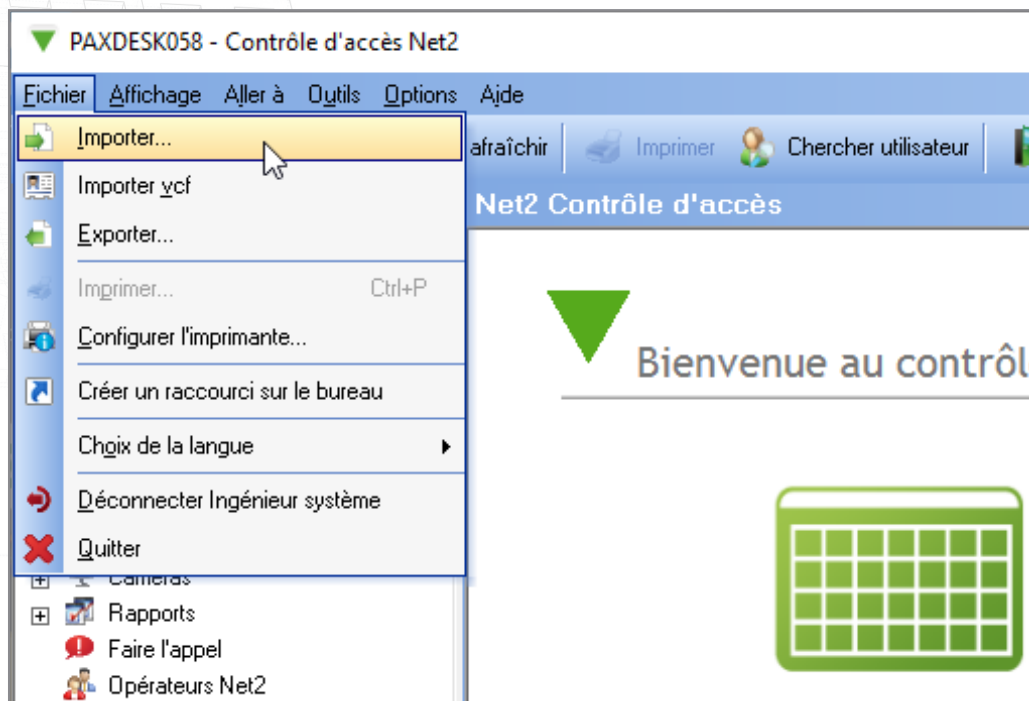 PAXDESK058 - Contrôle d'accès Net2
Fichier Affichage Aller à Outils Options Aide
Importer...
afraîchir Imprimer Chercher utilisateur
Importer vcf
Net2 Contrôle d'accès
Exporter...
Imprimer... Ctrl+P
Configurer l'imprimante...
Bienvenue au contrôl
Créer un raccourci sur le bureau
Choix de la langue
Déconnecter Ingénieur système
Quitter
Caméras
Rapports
Faire l'appel
Opérateurs Net2